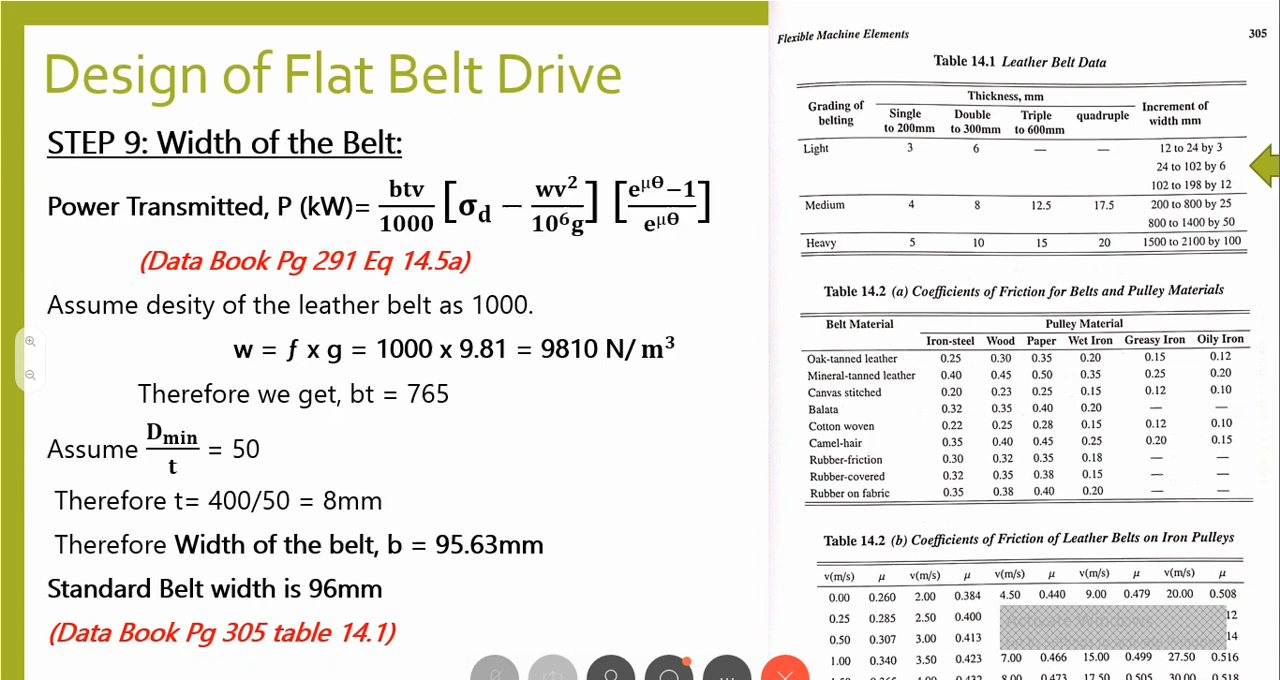 Design of Flat Belt Drive
STEP 9: Width of the Belt:
Power Transmitted, P (kW)= btv/1000 [σd − wv²/10⁶g] [e^μΘ−1/e^μΘ]
(Data Book Pg 291 Eq 14.5a)
Assume desity of the leather belt as 1000.
w = ƒ x g = 1000 x 9.81 = 9810 N/ m³
Therefore we get, bt = 765
Assume Dmin/t = 50
Therefore t= 400/50 = 8mm
Therefore Width of the belt, b = 95.63mm
Standard Belt width is 96mm
(Data Book Pg 305 table 14.1)
Flexible Machine Elements 305
Table 14.1 Leather Belt Data
Grading of belting Thickness, mm Increment of width mm
Single to 200mm Double to 300mm Triple to 600mm quadruple
Light 3 6 — — 12 to 24 by 3
24 to 102 by 6
102 to 198 by 12
Medium 4 8 12.5 17.5 200 to 800 by 25
800 to 1400 by 50
Heavy 5 10 15 20 1500 to 2100 by 100
Table 14.2 (a) Coefficients of Friction for Belts and Pulley Materials
Belt Material Pulley Material
Iron-steel Wood Paper Wet Iron Greasy Iron Oily Iron
Oak-tanned leather 0.25 0.30 0.35 0.20 0.15 0.12
Mineral-tanned leather 0.40 0.45 0.50 0.35 0.25 0.20
Canvas stitched 0.20 0.23 0.25 0.15 0.12 0.10
Balata 0.32 0.35 0.40 0.20 — —
Cotton woven 0.22 0.25 0.28 0.15 0.12 0.10
Camel-hair 0.35 0.40 0.45 0.25 0.20 0.15
Rubber-friction 0.30 0.32 0.35 0.18 — —
Rubber-covered 0.32 0.35 0.38 0.15 — —
Rubber on fabric 0.35 0.38 0.40 0.20 — —
Table 14.2 (b) Coefficients of Friction of Leather Belts on Iron Pulleys
v(m/s) μ v(m/s) μ v(m/s) μ v(m/s) μ v(m/s) μ
0.00 0.260 2.00 0.384 4.50 0.440 9.00 0.479 20.00 0.508
0.25 0.285 2.50 0.400 12
0.50 0.307 3.00 0.413 14
1.00 0.340 3.50 0.423 7.00 0.466 15.00 0.499 27.50 0.516
8.00 0.473 17.50 0.505 30.00 0.518